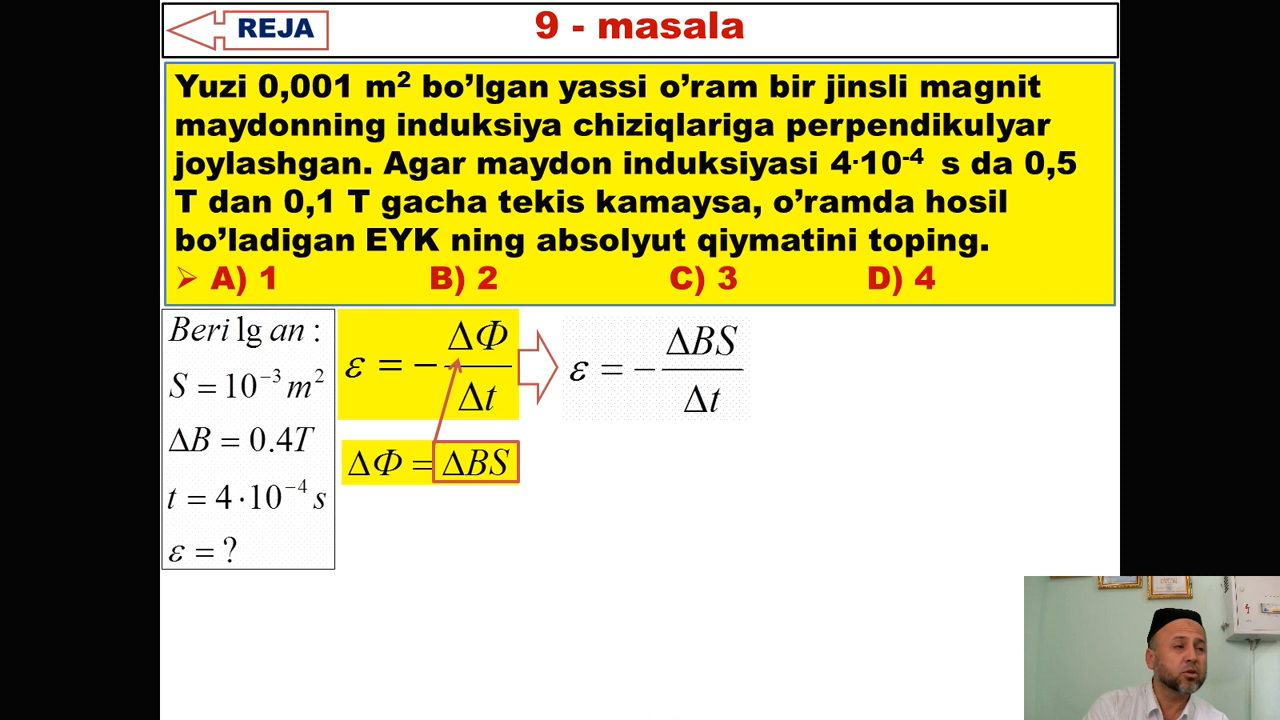 REJA
9 - masala
Yuzi 0,001 m² bo’lgan yassi o’ram bir jinsli magnit
maydonning induksiya chiziqlariga perpendikulyar
joylashgan. Agar maydon induksiyasi 4·10⁻⁴ s da 0,5
T dan 0,1 T gacha tekis kamaysa, o’ramda hosil
bo’ladigan EYK ning absolyut qiymatini toping.
➢ A) 1 B) 2 C) 3 D) 4
Beri lg an :
S = 10⁻³ m²
ΔB = 0.4T
t = 4·10⁻⁴ s
ε = ?
ε = − ΔΦ / Δt
ΔΦ = ΔBS
ε = − ΔBS / Δt